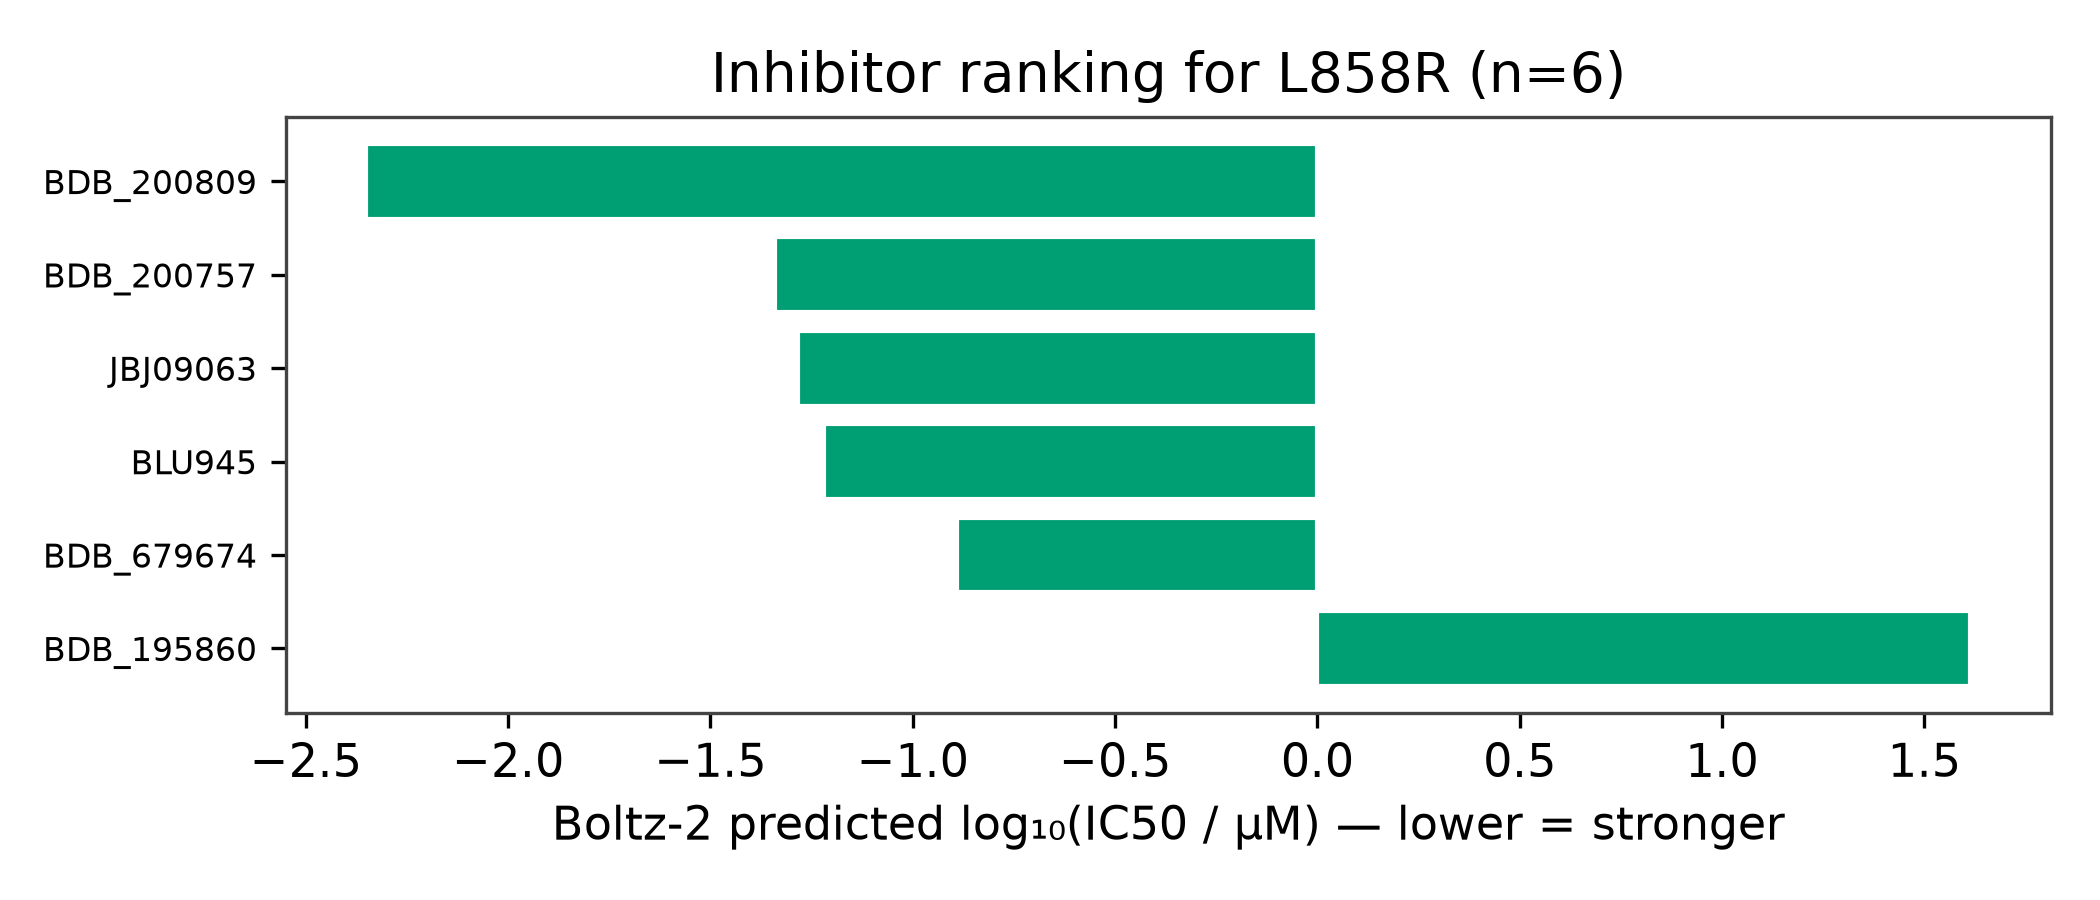 Inhibitor ranking for L858R (n=6)
BDB_200809
BDB_200757
JBJ09063
BLU945
BDB_679674
BDB_195860
−2.5 −2.0 −1.5 −1.0 −0.5 0.0 0.5 1.0 1.5
Boltz-2 predicted log₁₀(IC50 / µM) — lower = stronger